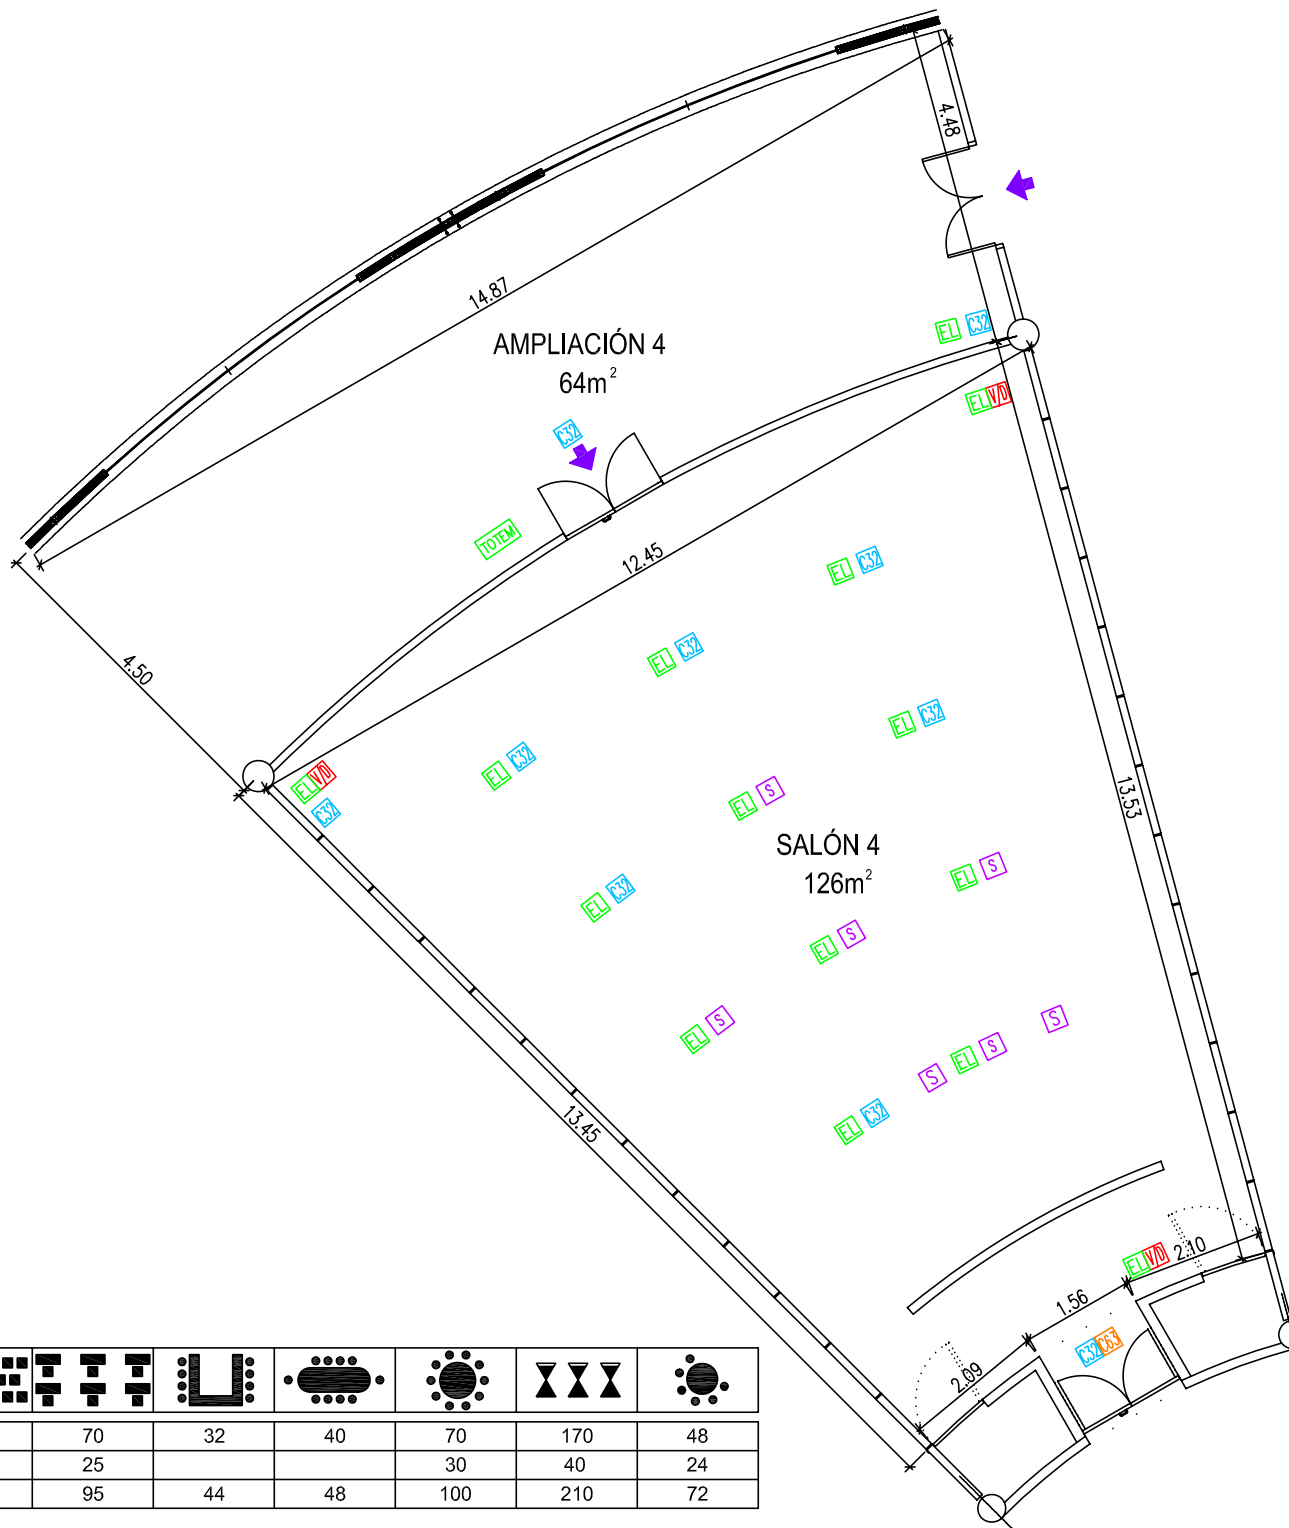 4.48
14.87
AMPLIACIÓN 4
64m²
EL C32
EL V/D
C32
TOTEM
12.45
EL C32
EL C32
4.50
EL C32
EL C32
EL V/D
C32
EL S
13.53
SALÓN 4
126m²
EL S
EL C32
EL S
EL S
S
EL S
S
EL C32
13.45
EL V/D
2.10
1.56
C32 C63
2.09
70 32 40 70 170 48
25 30 40 24
95 44 48 100 210 72